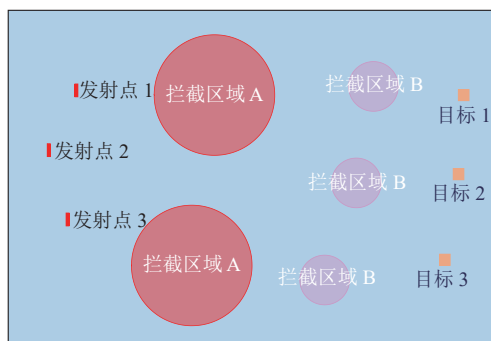 发射点 1
拦截区域 A
拦截区域 B
目标 1
发射点 2
拦截区域 B
目标 2
发射点 3
拦截区域 A
拦截区域 B
目标 3